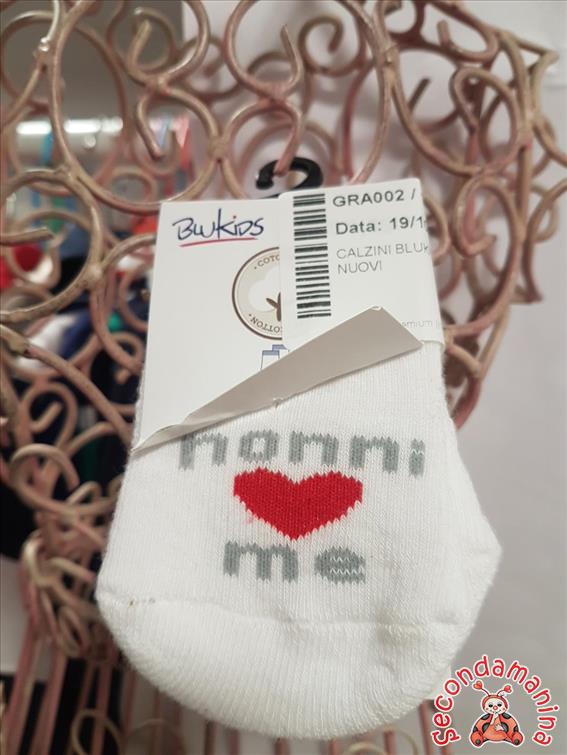 BLUKIDS
GRA002 /
Data: 19/1
CALZINI BLUK
NUOVI
COTTON
nonni
me
Secondamanina